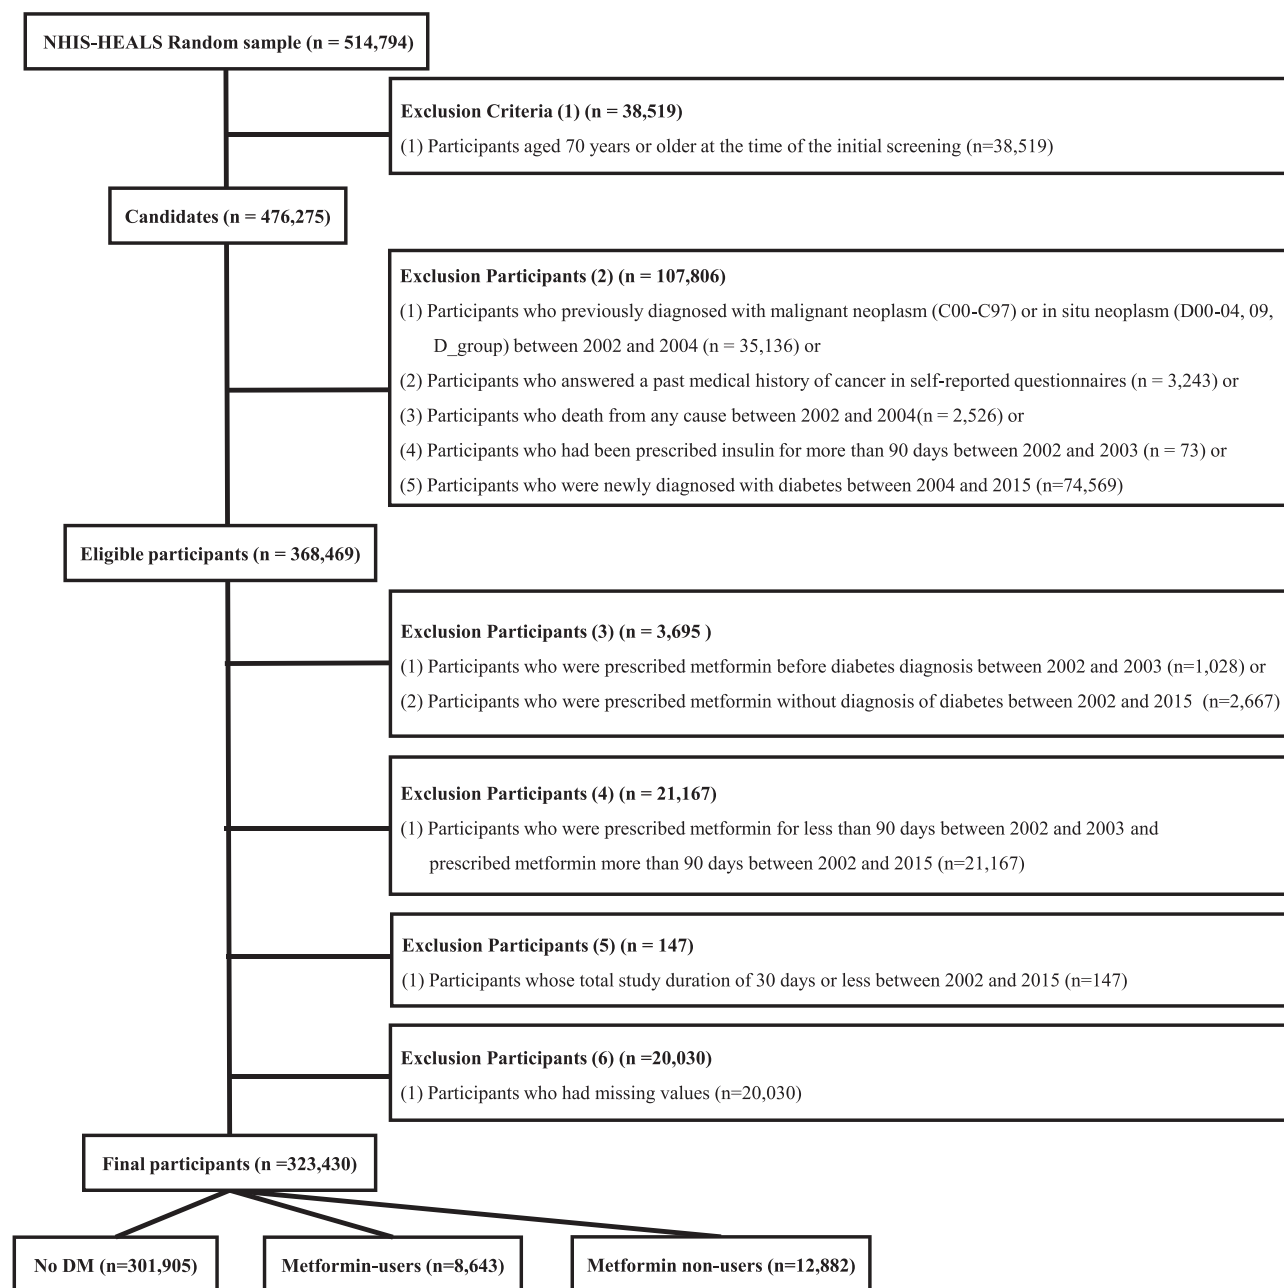 NHIS-HEALS Random sample (n = 514,794)
Exclusion Criteria (1) (n = 38,519)
(1) Participants aged 70 years or older at the time of the initial screening (n=38,519)
Candidates (n = 476,275)
Exclusion Participants (2) (n = 107,806)
(1) Participants who previously diagnosed with malignant neoplasm (C00-C97) or in situ neoplasm (D00-04, 09,
D_group) between 2002 and 2004 (n = 35,136) or
(2) Participants who answered a past medical history of cancer in self-reported questionnaires (n = 3,243) or
(3) Participants who death from any cause between 2002 and 2004(n = 2,526) or
(4) Participants who had been prescribed insulin for more than 90 days between 2002 and 2003 (n = 73) or
(5) Participants who were newly diagnosed with diabetes between 2004 and 2015 (n=74,569)
Eligible participants (n = 368,469)
Exclusion Participants (3) (n = 3,695 )
(1) Participants who were prescribed metformin before diabetes diagnosis between 2002 and 2003 (n=1,028) or
(2) Participants who were prescribed metformin without diagnosis of diabetes between 2002 and 2015 (n=2,667)
Exclusion Participants (4) (n = 21,167)
(1) Participants who were prescribed metformin for less than 90 days between 2002 and 2003 and
prescribed metformin more than 90 days between 2002 and 2015 (n=21,167)
Exclusion Participants (5) (n = 147)
(1) Participants whose total study duration of 30 days or less between 2002 and 2015 (n=147)
Exclusion Participants (6) (n =20,030)
(1) Participants who had missing values (n=20,030)
Final participants (n =323,430)
No DM (n=301,905)
Metformin-users (n=8,643)
Metformin non-users (n=12,882)